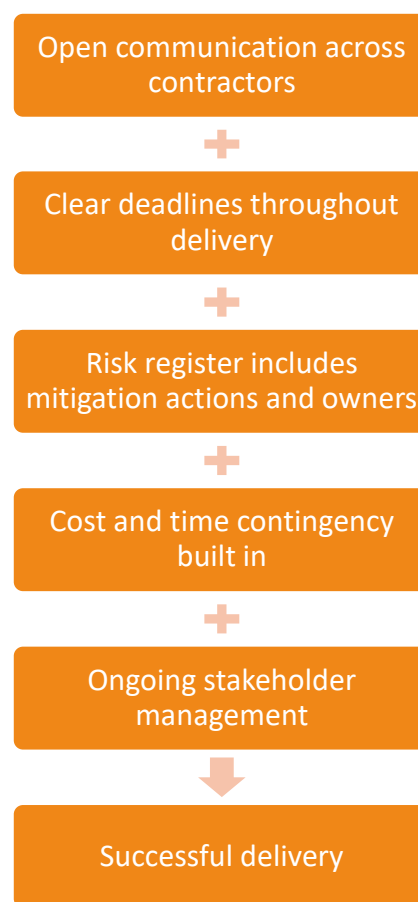 Open communication across
contractors
Clear deadlines throughout
delivery
Risk register includes
mitigation actions and owners
Cost and time contingency
built in
Ongoing stakeholder
management
Successful delivery